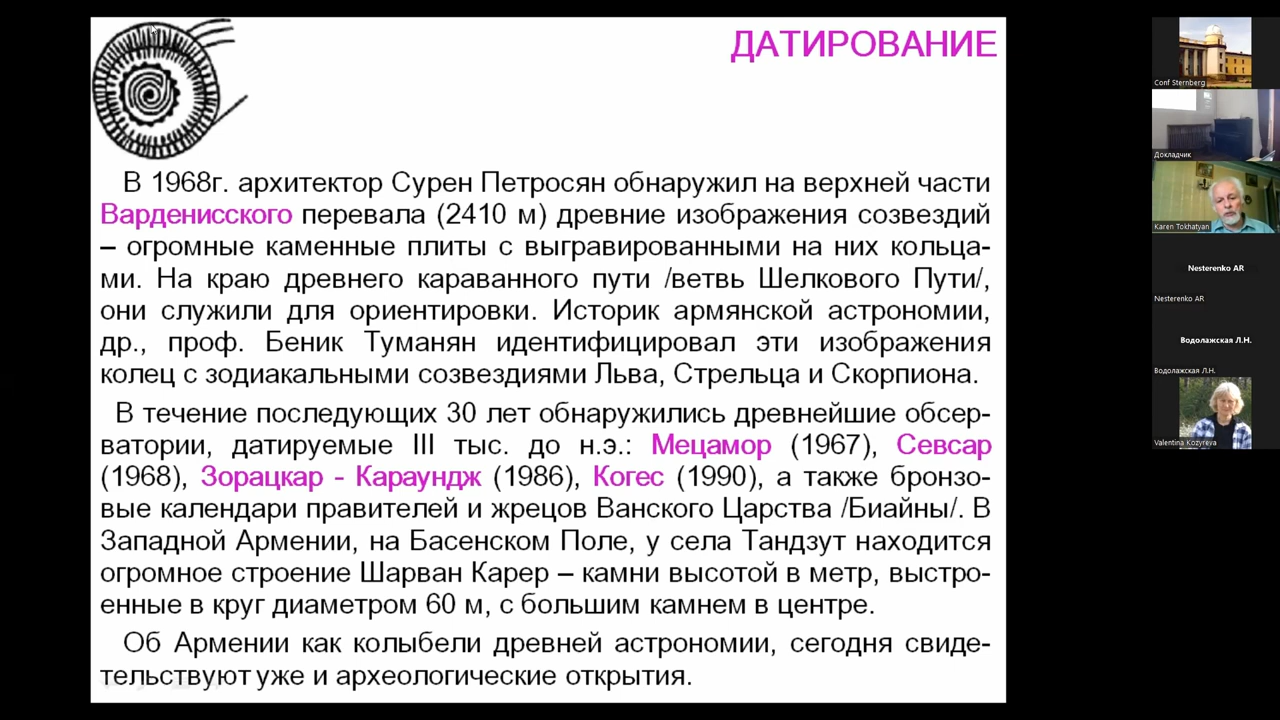 ДАТИРОВАНИЕ
В 1968г. архитектор Сурен Петросян обнаружил на верхней части
Варденисского перевала (2410 м) древние изображения созвездий
– огромные каменные плиты с выгравированными на них кольца-
ми. На краю древнего караванного пути /ветвь Шелкового Пути/,
они служили для ориентировки. Историк армянской астрономии,
др., проф. Беник Туманян идентифицировал эти изображения
колец с зодиакальными созвездиями Льва, Стрельца и Скорпиона.
В течение последующих 30 лет обнаружились древнейшие обсер-
ватории, датируемые III тыс. до н.э.: Мецамор (1967), Севсар
(1968), Зорацкар - Караундж (1986), Когес (1990), а также бронзо-
вые календари правителей и жрецов Ванского Царства /Биайны/. В
Западной Армении, на Басенском Поле, у села Тандзут находится
огромное строение Шарван Карер – камни высотой в метр, выстро-
енные в круг диаметром 60 м, с большим камнем в центре.
Об Армении как колыбели древней астрономии, сегодня свиде-
тельствуют уже и археологические открытия.
Conf Sternberg
Докладчик
Karen Tokhatyan
Nesterenko AR
Nesterenko AR
Водолажская Л.Н.
Водолажская Л.Н.
Valentina Kozyreva